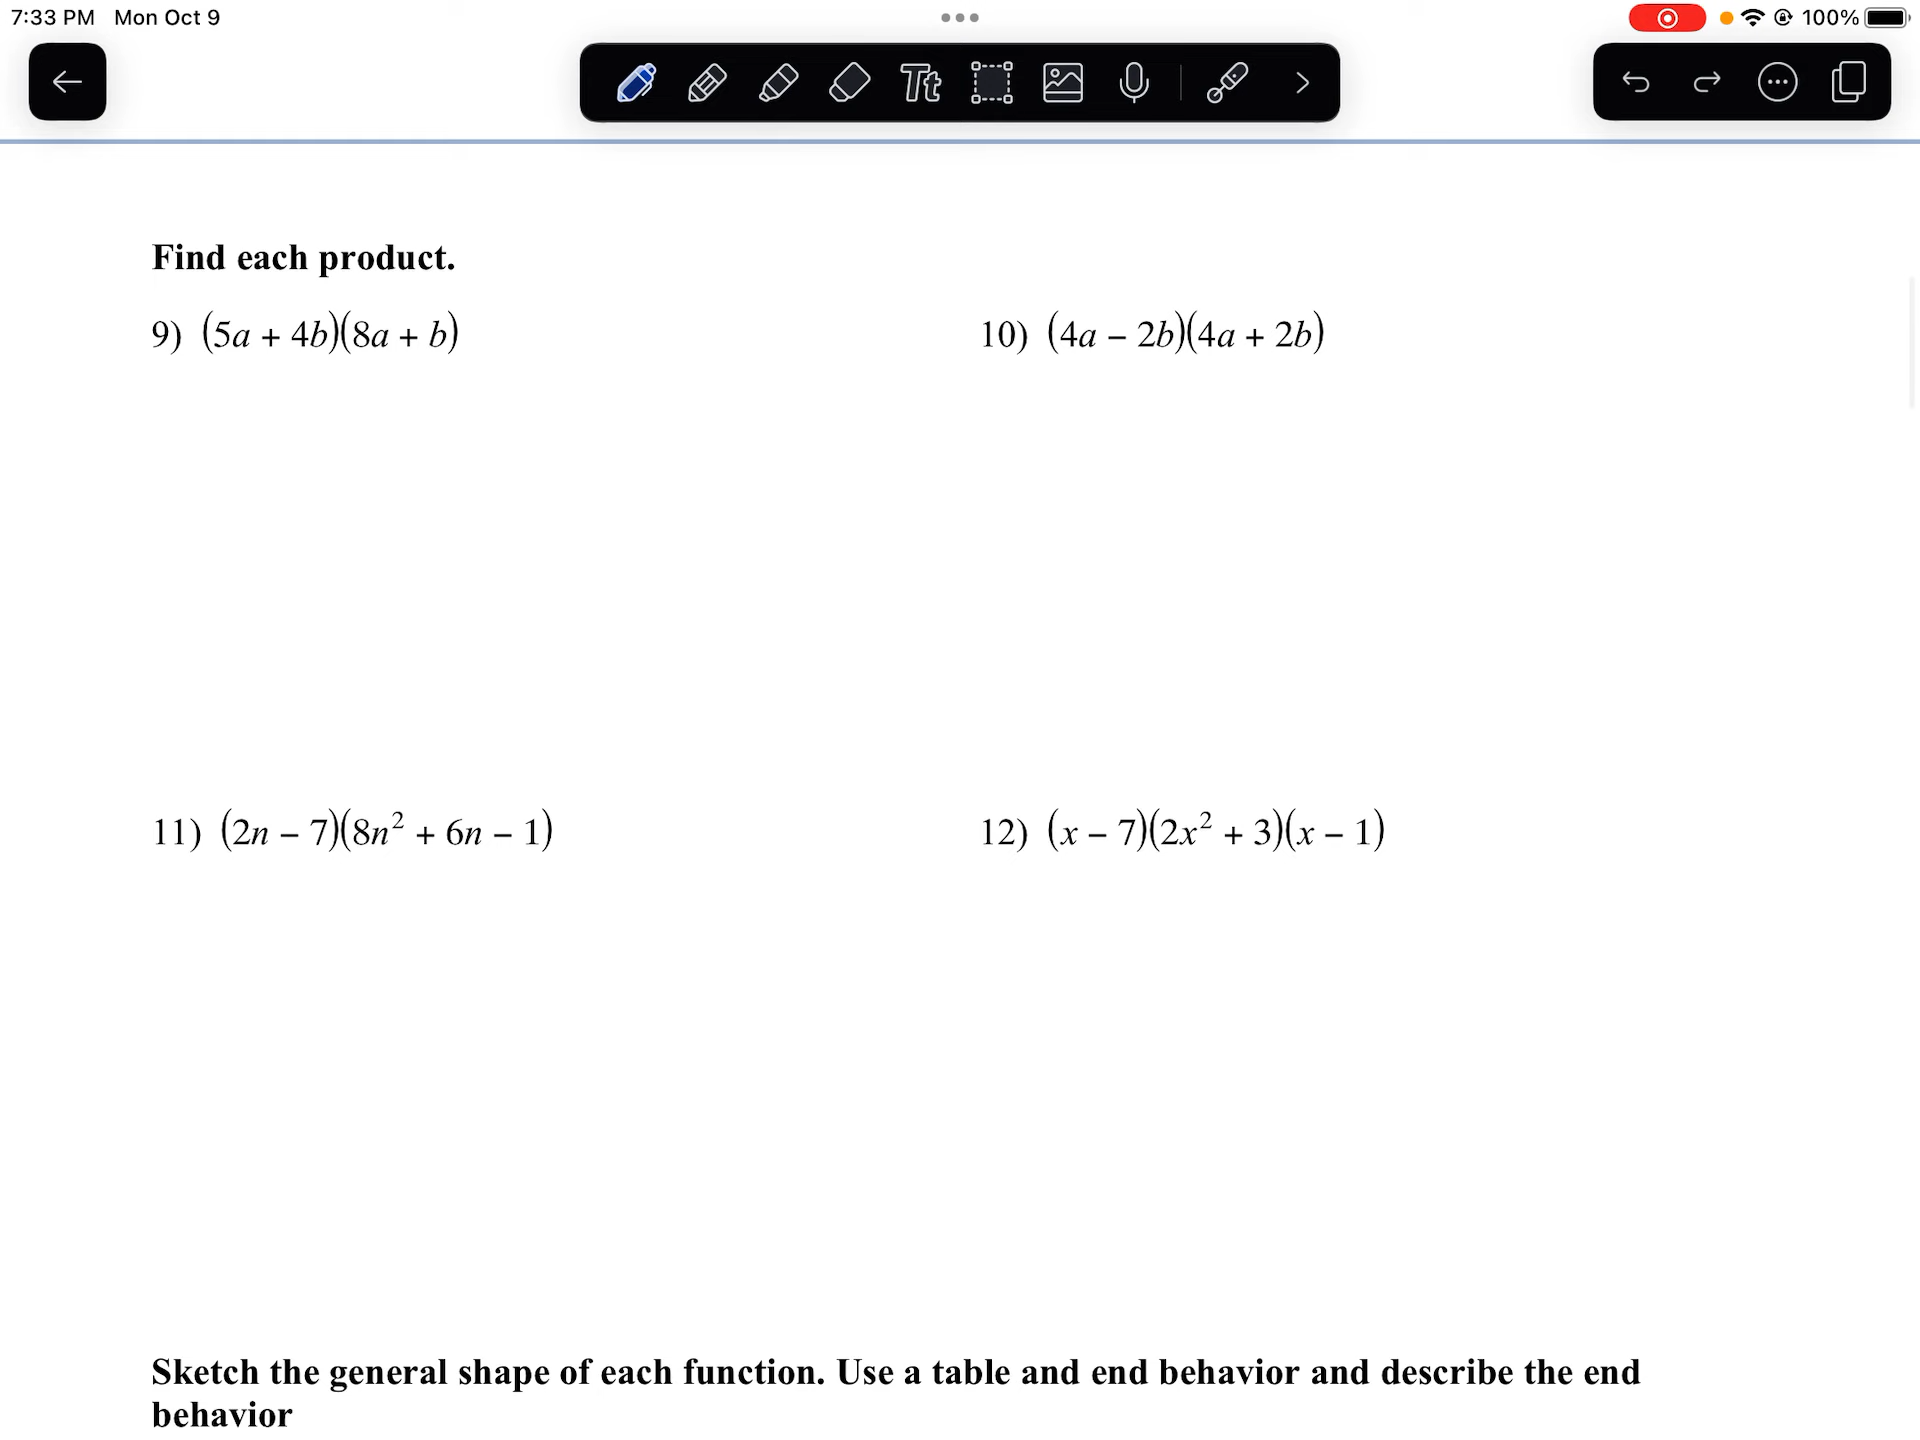 7:33 PM Mon Oct 9
100%
Tt
Find each product.
9) (5a + 4b)(8a + b)
10) (4a − 2b)(4a + 2b)
11) (2n − 7)(8n² + 6n − 1)
12) (x − 7)(2x² + 3)(x − 1)
Sketch the general shape of each function. Use a table and end behavior and describe the end
behavior